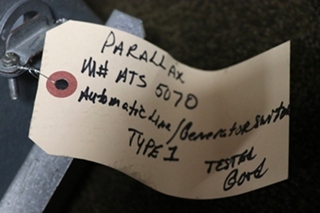 PARALLAX
M# ATS 5070
Automatic Line/Generator Switch
TYPE 1
TESTED
Good